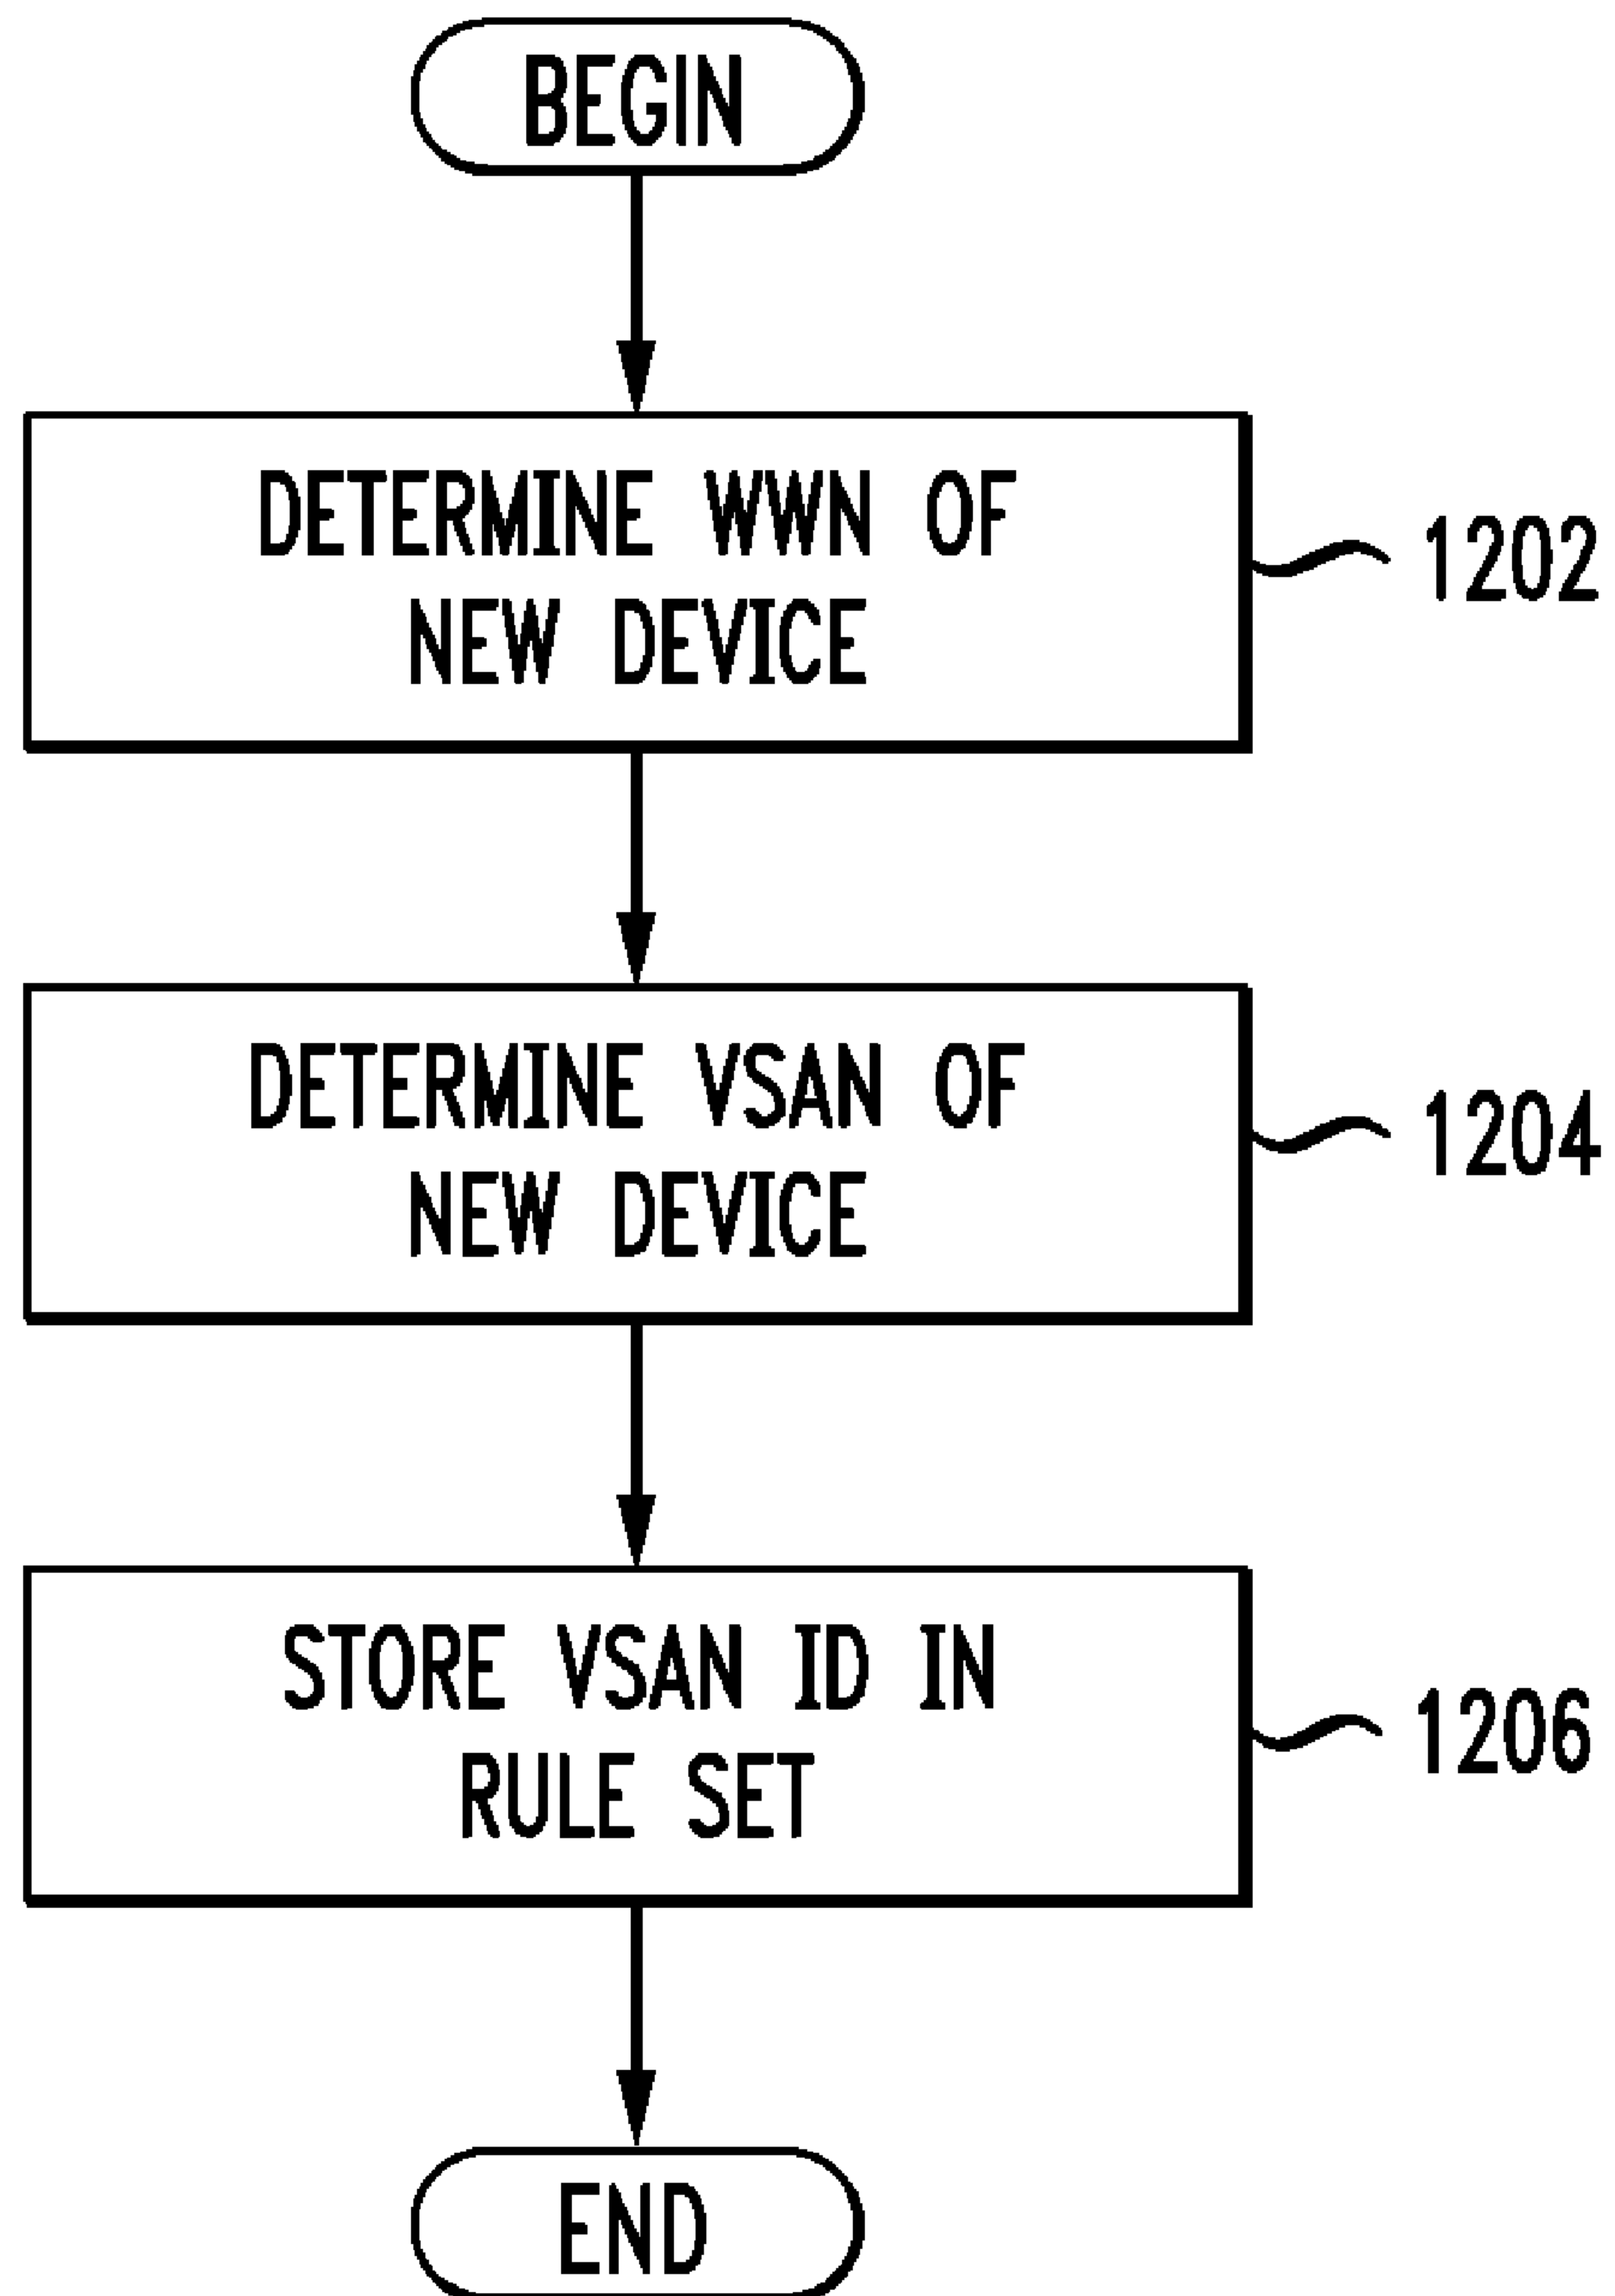 BEGIN
DETERMINE WWN OF
NEW DEVICE
1202
DETERMINE VSAN OF
NEW DEVICE
1204
STORE VSAN ID IN
RULE SET
1206
END